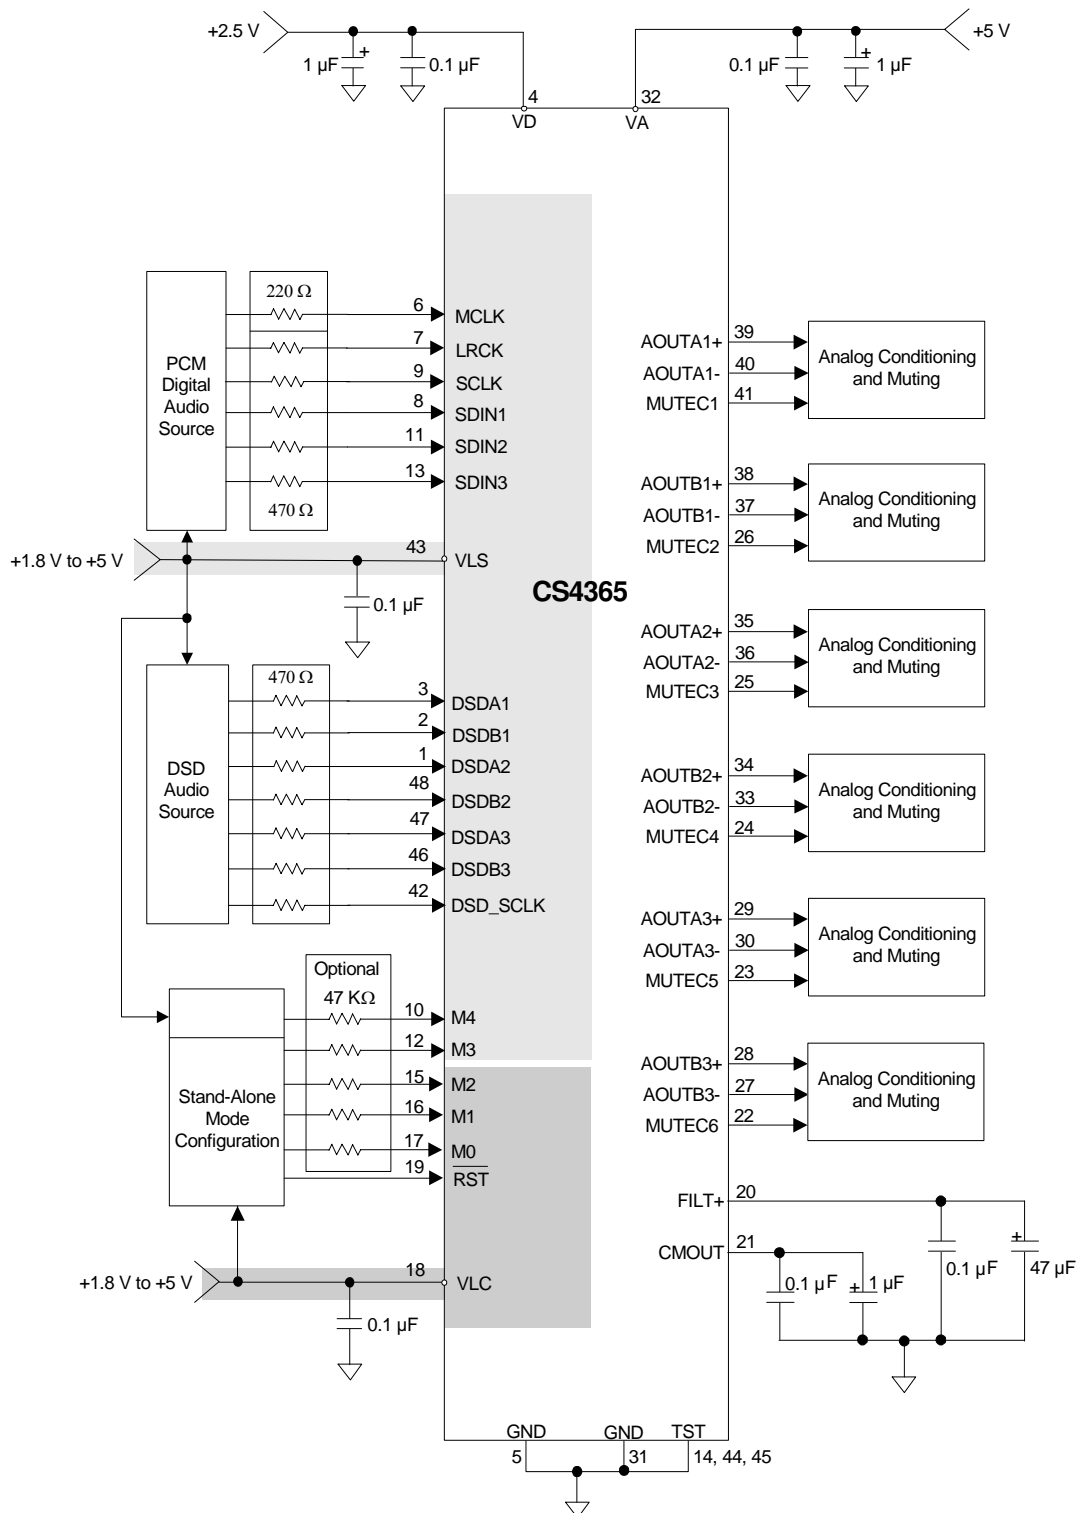 +2.5 V
+5 V
1 µF
+
0.1 µF
0.1 µF
+
1 µF
4
32
VD
VA
220 Ω
PCM
Digital
Audio
Source
470 Ω
6
MCLK
7
LRCK
9
SCLK
8
SDIN1
11
SDIN2
13
SDIN3
+1.8 V to +5 V
43
VLS
0.1 µF
CS4365
470 Ω
DSD
Audio
Source
3
DSDA1
2
DSDB1
1
DSDA2
48
DSDB2
47
DSDA3
46
DSDB3
42
DSD_SCLK
Optional
47 KΩ
Stand-Alone
Mode
Configuration
10
M4
12
M3
15
M2
16
M1
17
M0
19
RST
+1.8 V to +5 V
18
VLC
0.1 µF
AOUTA1+
39
AOUTA1-
40
MUTEC1
41
Analog Conditioning
and Muting
AOUTB1+
38
AOUTB1-
37
MUTEC2
26
Analog Conditioning
and Muting
AOUTA2+
35
AOUTA2-
36
MUTEC3
25
Analog Conditioning
and Muting
AOUTB2+
34
AOUTB2-
33
MUTEC4
24
Analog Conditioning
and Muting
AOUTA3+
29
AOUTA3-
30
MUTEC5
23
Analog Conditioning
and Muting
AOUTB3+
28
AOUTB3-
27
MUTEC6
22
Analog Conditioning
and Muting
FILT+
20
CMOUT
21
0.1 µF
+
1 µF
0.1 µF
+
47 µF
GND
GND
TST
5
31
14, 44, 45